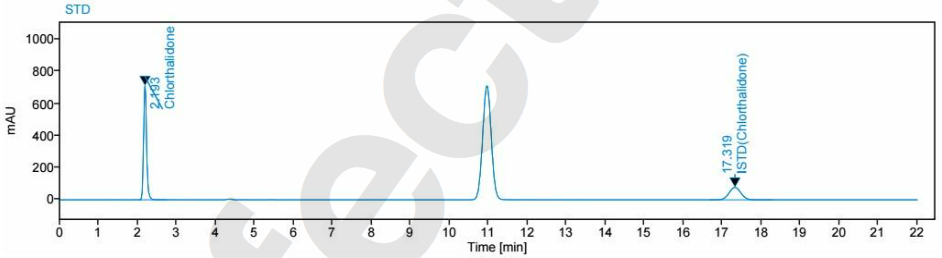 STD
1000
800
600
400
200
0
mAU
2.193
Chlorthalidone
17.319
ISTD(Chlorthalidone)
0 1 2 3 4 5 6 7 8 9 10 11 12 13 14 15 16 17 18 19 20 21 22
Time [min]